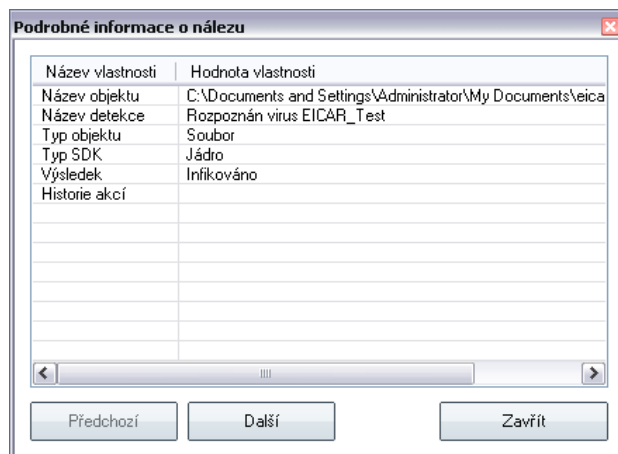 Podrobné informace o nálezu
Název vlastnosti Hodnota vlastnosti
Název objektu C:\Documents and Settings\Administrator\My Documents\eica
Název detekce Rozpoznán virus EICAR_Test
Typ objektu Soubor
Typ SDK Jádro
Výsledek Infikováno
Historie akcí
Předchozí Další Zavřít